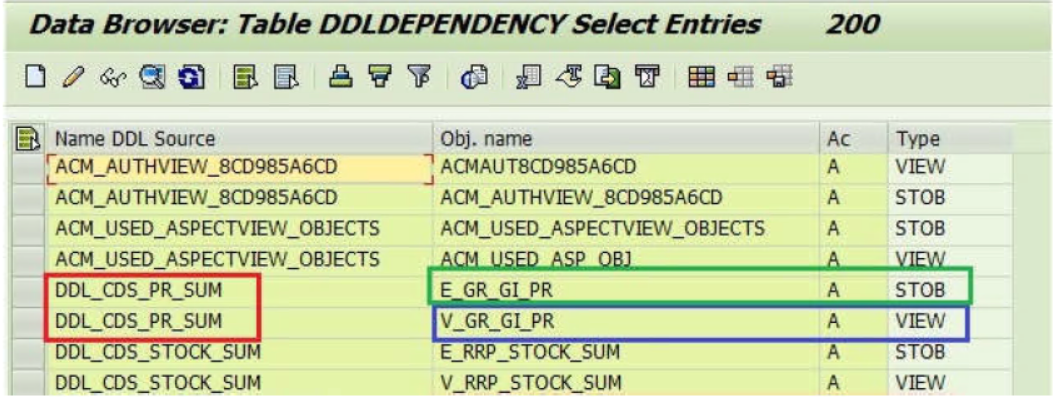 Data Browser: Table DDLDEPENDENCY Select Entries 200
Name DDL Source Obj. name Ac Type
ACM_AUTHVIEW_8CD985A6CD ACMAUT8CD985A6CD A VIEW
ACM_AUTHVIEW_8CD985A6CD ACM_AUTHVIEW_8CD985A6CD A STOB
ACM_USED_ASPECTVIEW_OBJECTS ACM_USED_ASPECTVIEW_OBJECTS A STOB
ACM_USED_ASPECTVIEW_OBJECTS ACM_USED_ASP_OBJ A VIEW
DDL_CDS_PR_SUM E_GR_GI_PR A STOB
DDL_CDS_PR_SUM V_GR_GI_PR A VIEW
DDL_CDS_STOCK_SUM E_RRP_STOCK_SUM A STOB
DDL_CDS_STOCK_SUM V_RRP_STOCK_SUM A VIEW